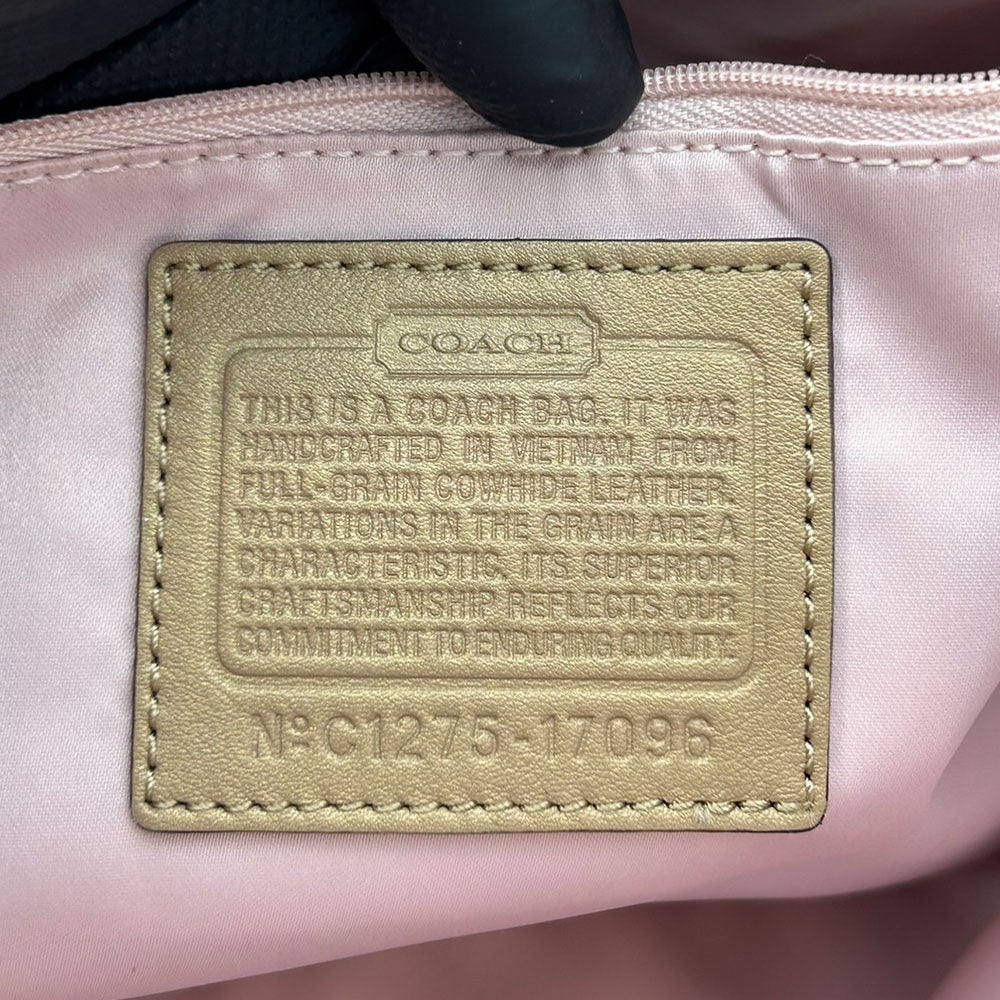 COACH
THIS IS A COACH BAG. IT WAS
HANDCRAFTED IN VIETNAM FROM
FULL-GRAIN COWHIDE LEATHER.
VARIATIONS IN THE GRAIN ARE A
CHARACTERISTIC. ITS SUPERIOR
CRAFTSMANSHIP REFLECTS OUR
COMMITMENT TO ENDURING QUALITY.
Nº C1275-17096